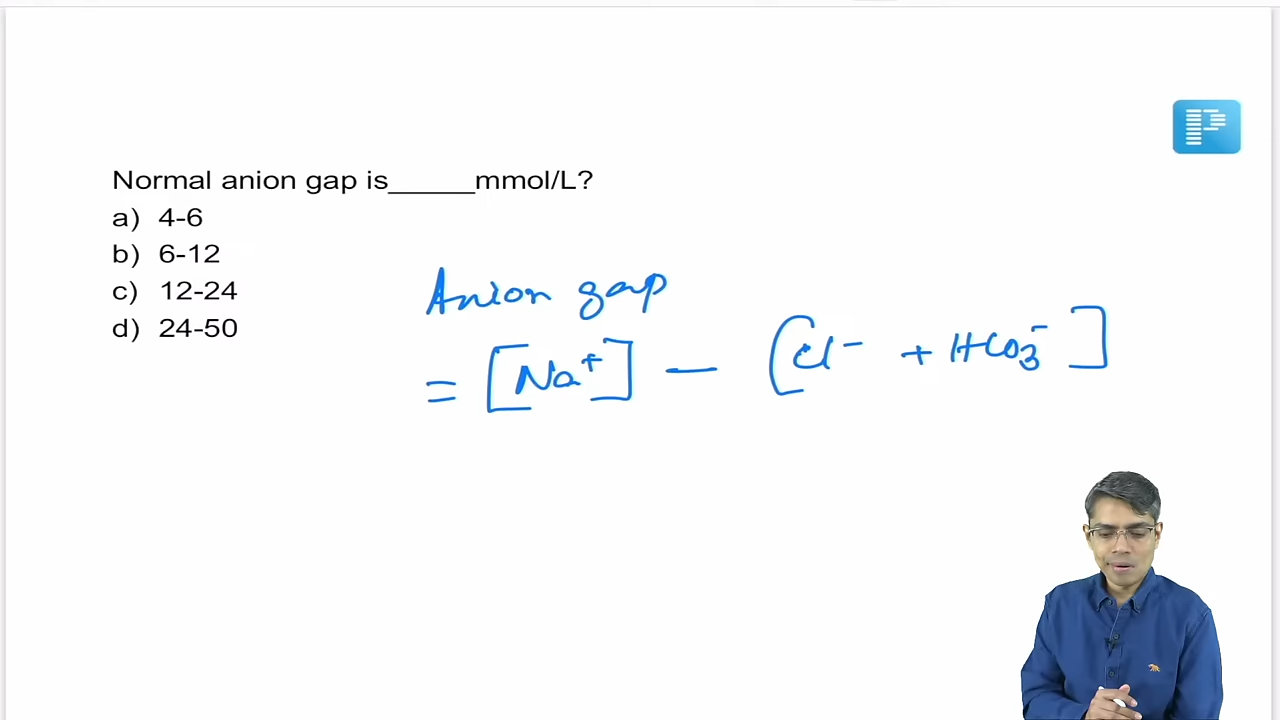 Normal anion gap is______mmol/L?
a) 4-6
b) 6-12
c) 12-24
d) 24-50
Anion gap
= [Na⁺] — [Cl⁻ + HCO₃⁻]
P